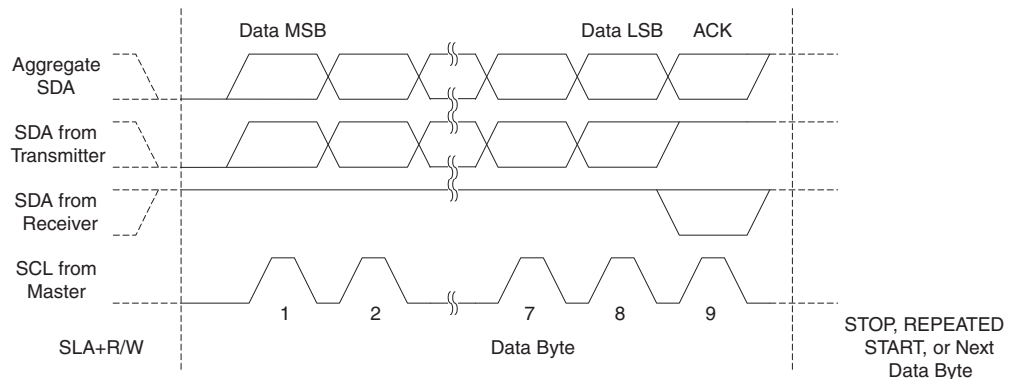 Data MSB
Data LSB
ACK
Aggregate
SDA
SDA from
Transmitter
SDA from
Receiver
SCL from
Master
1
2
7
8
9
SLA+R/W
Data Byte
STOP, REPEATED
START, or Next
Data Byte